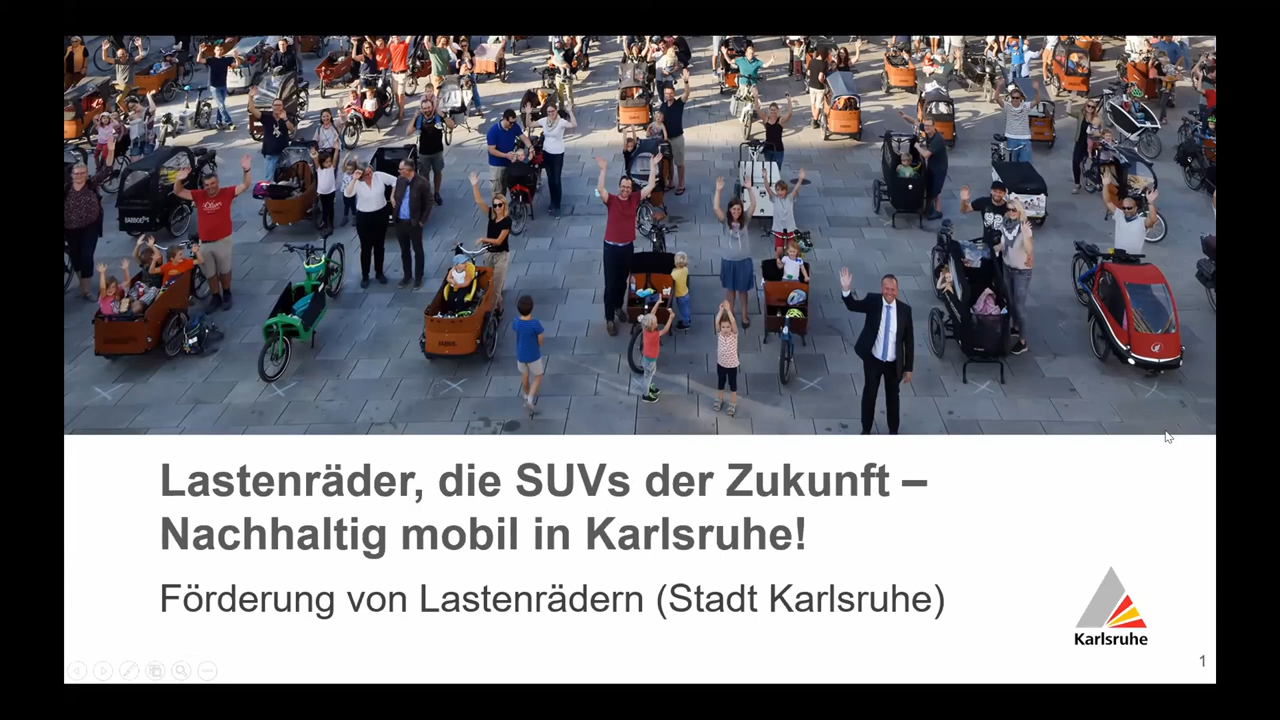 Lastenräder, die SUVs der Zukunft –
Nachhaltig mobil in Karlsruhe!
Förderung von Lastenrädern (Stadt Karlsruhe)
Karlsruhe
1